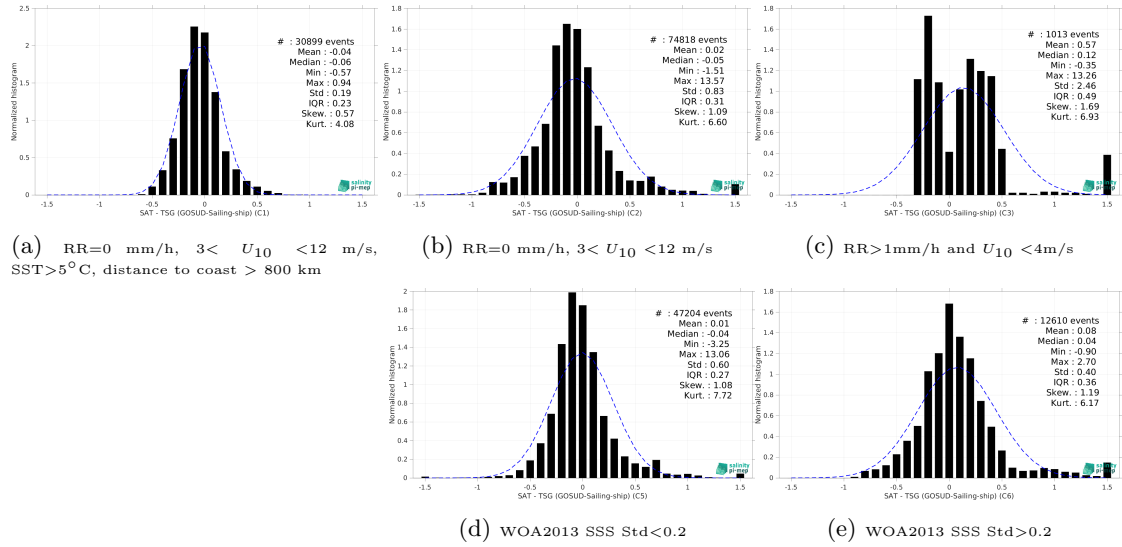 Normalized histogram
2.5
2
1.5
1
0.5
0
-1.5 -1 -0.5 0 0.5 1 1.5
# : 30899 events
Mean : -0.04
Median : -0.06
Min : -0.57
Max : 0.94
Std : 0.19
IQR : 0.23
Skew. : 0.57
Kurt. : 4.08
salinity
pi-mep
SAT - TSG (GOSUD-Sailing-ship) (C1)
(a) RR=0 mm/h, 3< U10 <12 m/s,
SST>5°C, distance to coast > 800 km
Normalized histogram
1.8
1.6
1.4
1.2
1
0.8
0.6
0.4
0.2
0
-1.5 -1 -0.5 0 0.5 1 1.5
# : 74818 events
Mean : 0.02
Median : -0.05
Min : -1.51
Max : 13.57
Std : 0.83
IQR : 0.31
Skew. : 1.09
Kurt. : 6.60
salinity
pi-mep
SAT - TSG (GOSUD-Sailing-ship) (C2)
(b) RR=0 mm/h, 3< U10 <12 m/s
Normalized histogram
1.8
1.6
1.4
1.2
1
0.8
0.6
0.4
0.2
0
-1.5 -1 -0.5 0 0.5 1 1.5
# : 1013 events
Mean : 0.57
Median : 0.12
Min : -0.35
Max : 13.26
Std : 2.46
IQR : 0.49
Skew. : 1.69
Kurt. : 6.93
salinity
pi-mep
SAT - TSG (GOSUD-Sailing-ship) (C3)
(c) RR>1mm/h and U10 <4m/s
Normalized histogram
2
1.8
1.6
1.4
1.2
1
0.8
0.6
0.4
0.2
0
-1.5 -1 -0.5 0 0.5 1 1.5
# : 47204 events
Mean : 0.01
Median : -0.04
Min : -3.25
Max : 13.06
Std : 0.60
IQR : 0.27
Skew. : 1.08
Kurt. : 7.72
salinity
pi-mep
SAT - TSG (GOSUD-Sailing-ship) (C5)
(d) WOA2013 SSS Std<0.2
Normalized histogram
1.8
1.6
1.4
1.2
1
0.8
0.6
0.4
0.2
0
-1.5 -1 -0.5 0 0.5 1 1.5
# : 12610 events
Mean : 0.08
Median : 0.04
Min : -0.90
Max : 2.70
Std : 0.40
IQR : 0.36
Skew. : 1.19
Kurt. : 6.17
salinity
pi-mep
SAT - TSG (GOSUD-Sailing-ship) (C6)
(e) WOA2013 SSS Std>0.2